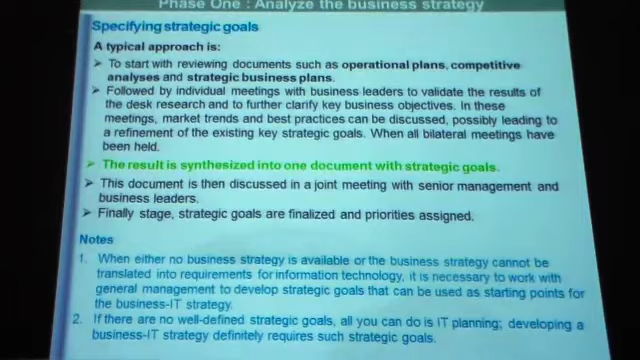 Phase One : Analyze the business strategy
Specifying strategic goals
A typical approach is:
➤ To start with reviewing documents such as operational plans, competitive
analyses and strategic business plans.
➤ Followed by individual meetings with business leaders to validate the results of
the desk research and to further clarify key business objectives. In these
meetings, market trends and best practices can be discussed, possibly leading to
a refinement of the existing key strategic goals. When all bilateral meetings have
been held.
➤ The result is synthesized into one document with strategic goals.
➤ This document is then discussed in a joint meeting with senior management and
business leaders.
➤ Finally stage, strategic goals are finalized and priorities assigned.
Notes
1. When either no business strategy is available or the business strategy cannot be
translated into requirements for information technology, it is necessary to work with
general management to develop strategic goals that can be used as starting points for
the business-IT strategy.
2. If there are no well-defined strategic goals, all you can do is IT planning; developing a
business-IT strategy definitely requires such strategic goals.